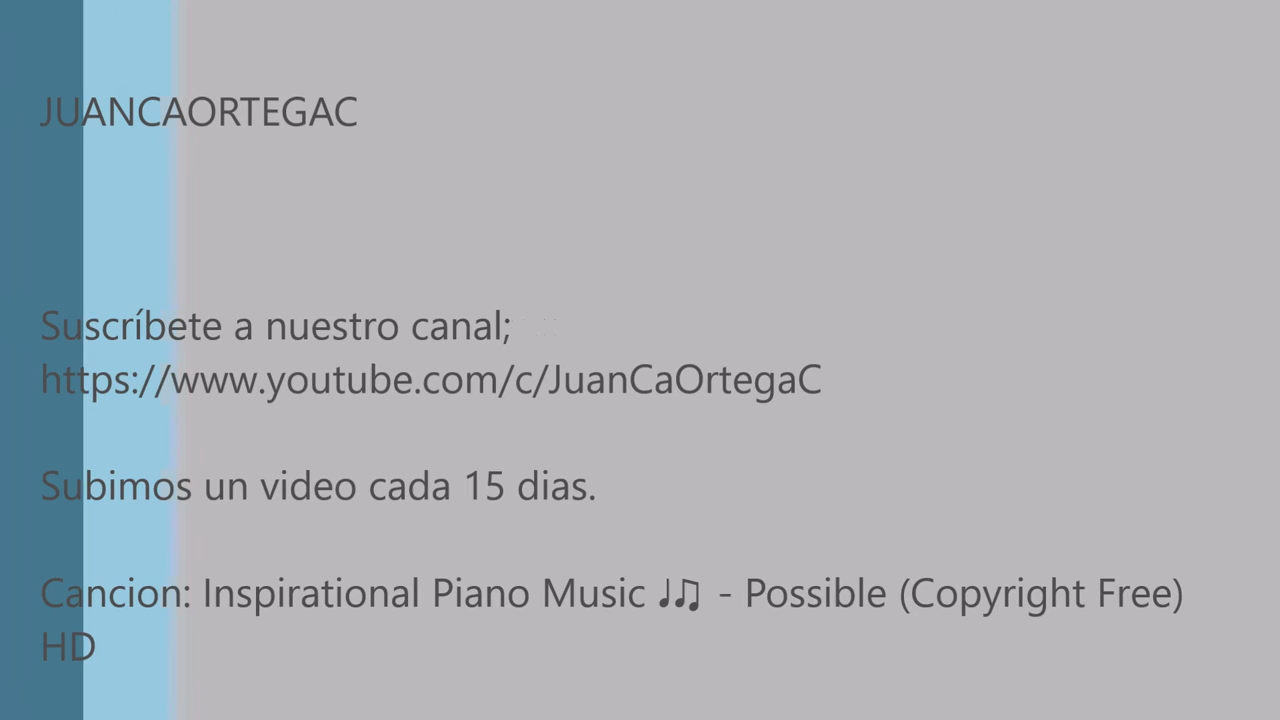 JUANCAORTEGAC
Suscríbete a nuestro canal;
https://www.youtube.com/c/JuanCaOrtegaC
Subimos un video cada 15 dias.
Cancion: Inspirational Piano Music ♩♫ - Possible (Copyright Free)
HD